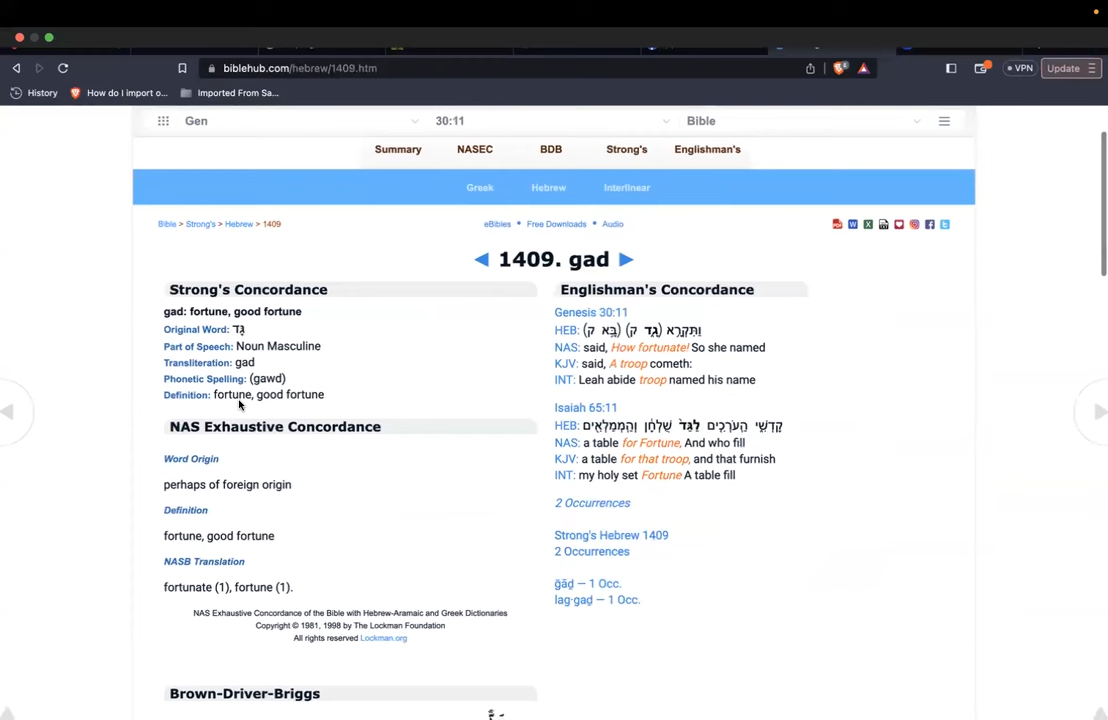 biblehub.com/hebrew/1409.htm
VPN
Update
History
How do I import o...
Imported From Sa...
Gen
30:11
Bible
Summary NASEC BDB Strong's Englishman's
Greek Hebrew Interlinear
Bible > Strong's > Hebrew > 1409
eBibles • Free Downloads • Audio
◄ 1409. gad ►
Strong's Concordance
gad: fortune, good fortune
Original Word: גָּד
Part of Speech: Noun Masculine
Transliteration: gad
Phonetic Spelling: (gawd)
Definition: fortune, good fortune
NAS Exhaustive Concordance
Word Origin
perhaps of foreign origin
Definition
fortune, good fortune
NASB Translation
fortunate (1), fortune (1).
NAS Exhaustive Concordance of the Bible with Hebrew-Aramaic and Greek Dictionaries
Copyright © 1981, 1998 by The Lockman Foundation
All rights reserved Lockman.org
Brown-Driver-Briggs
Englishman's Concordance
Genesis 30:11
HEB: וַתִּקְרָ֥א (גָ֑ד ק) (בָּ֣א ק)
NAS: said, How fortunate! So she named
KJV: said, A troop cometh:
INT: Leah abide troop named his name
Isaiah 65:11
HEB: קָדְשִׁ֑י הַֽעֹרְכִ֤ים לַגַּד֙ שֻׁלְחָ֔ן וְהַֽמְמַלְאִ֖ים
NAS: a table for Fortune, And who fill
KJV: a table for that troop, and that furnish
INT: my holy set Fortune A table fill
2 Occurrences
Strong's Hebrew 1409
2 Occurrences
ḡāḏ — 1 Occ.
lag·gaḏ — 1 Occ.